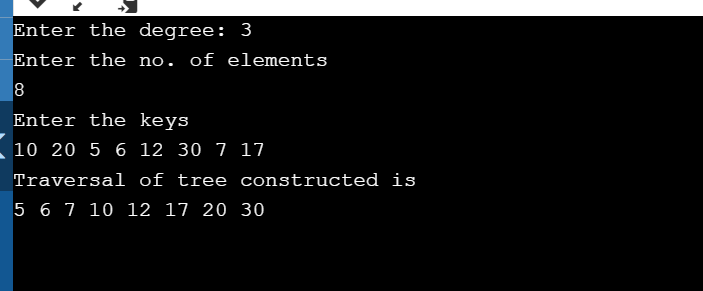 Enter the degree: 3
Enter the no. of elements
8
Enter the keys
10 20 5 6 12 30 7 17
Traversal of tree constructed is
5 6 7 10 12 17 20 30